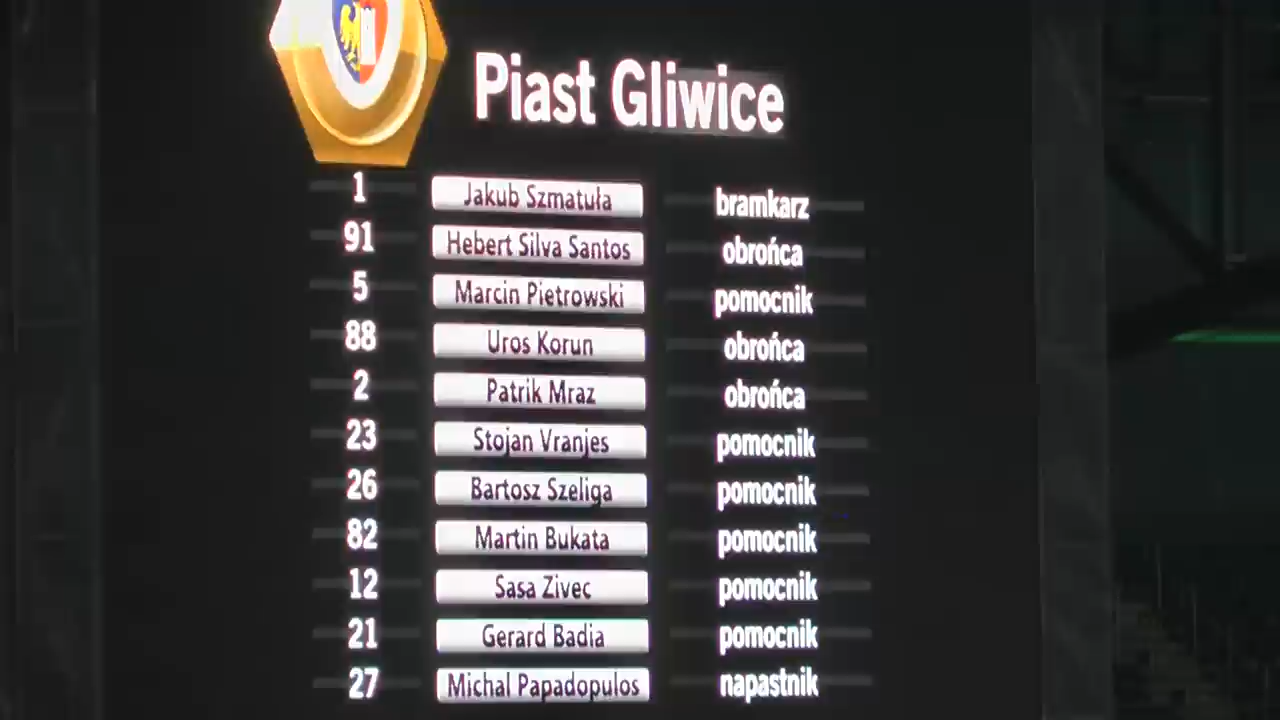 Piast Gliwice
1 Jakub Szmatuła bramkarz
91 Hebert Silva Santos obrońca
5 Marcin Pietrowski pomocnik
88 Uros Korun obrońca
2 Patrik Mraz obrońca
23 Stojan Vranjes pomocnik
26 Bartosz Szeliga pomocnik
82 Martin Bukata pomocnik
12 Sasa Zivec pomocnik
21 Gerard Badia pomocnik
27 Michal Papadopulos napastnik